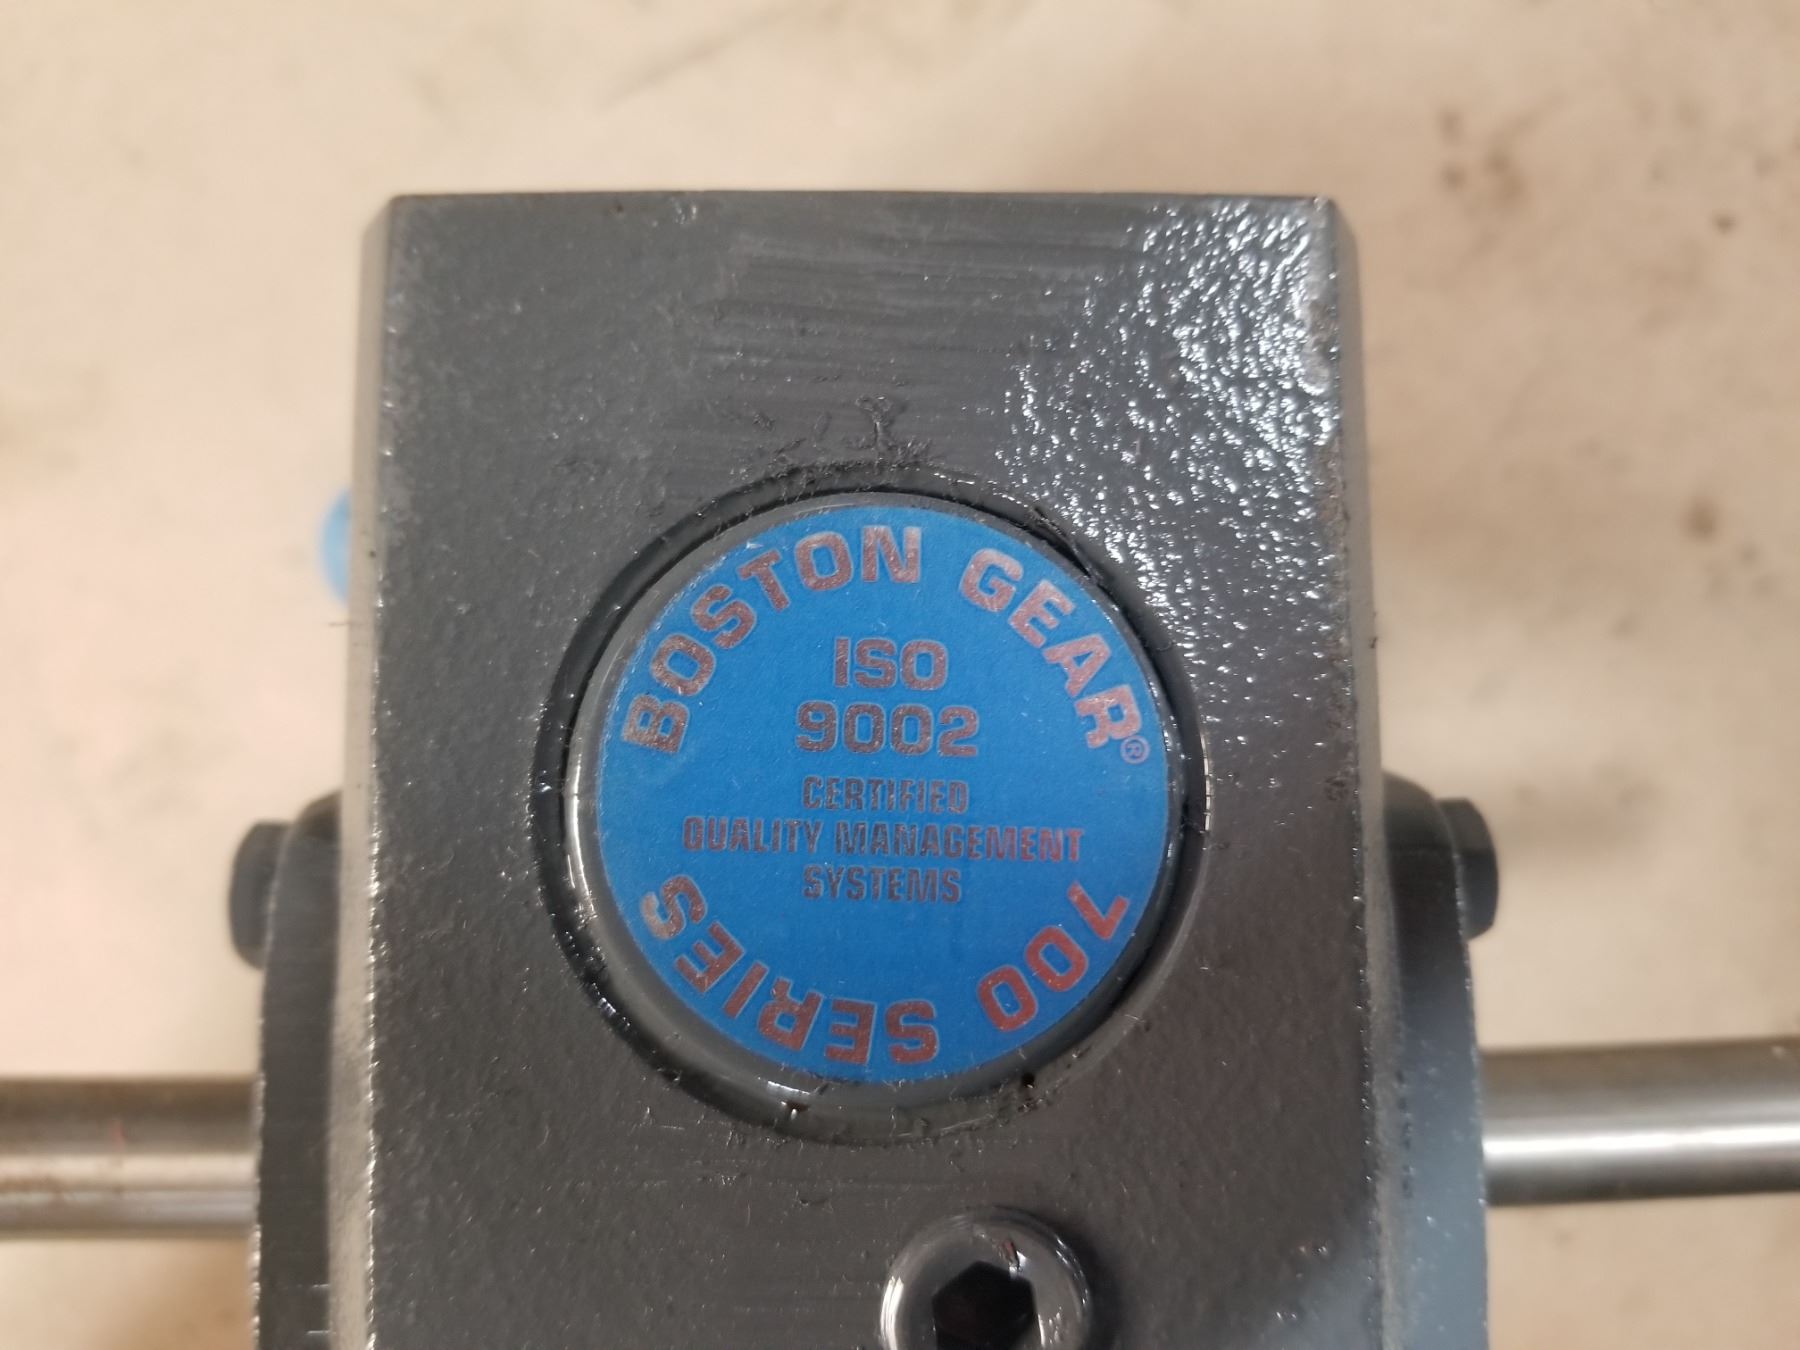 BOSTON GEAR®
ISO
9002
CERTIFIED
QUALITY MANAGEMENT
SYSTEMS
700 SERIES